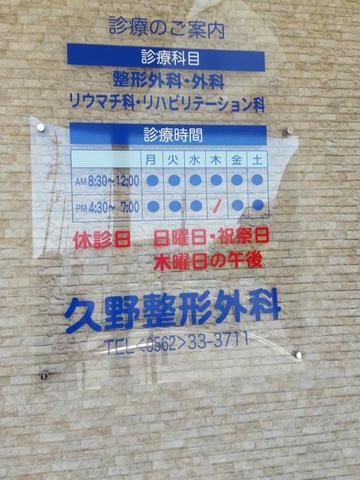 診療のご案内
診療科目
整形外科・外科
リウマチ科・リハビリテーション科
診療時間
月 火 水 木 金 土
AM 8:30~12:00 ● ● ● ● ● ●
PM 4:30~ 7:00 ● ● ● / ● ●
休診日 日曜日・祝祭日
木曜日の午後
久野整形外科
TEL<0562>33-3711